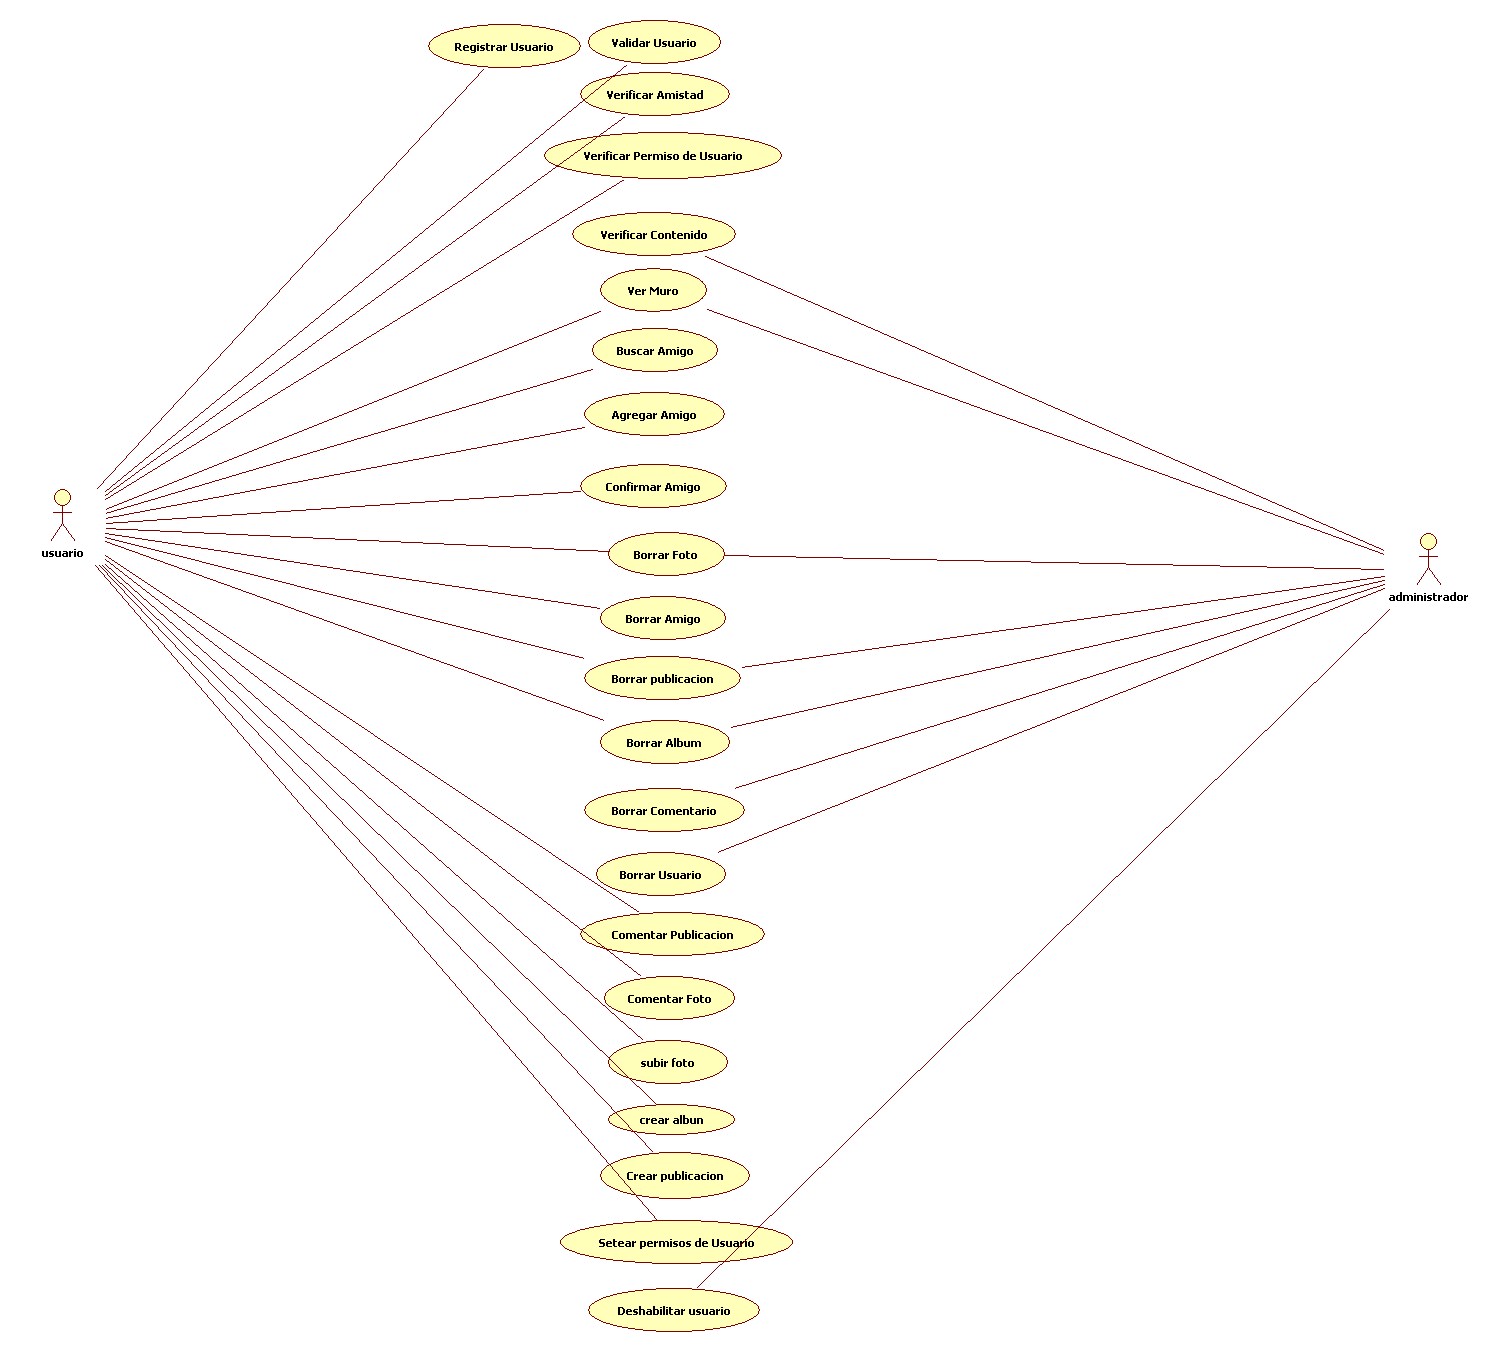 Registrar Usuario
Validar Usuario
Verificar Amistad
Verificar Permiso de Usuario
Verificar Contenido
Ver Muro
Buscar Amigo
Agregar Amigo
Confirmar Amigo
usuario
Borrar Foto
administrador
Borrar Amigo
Borrar publicacion
Borrar Album
Borrar Comentario
Borrar Usuario
Comentar Publicacion
Comentar Foto
subir foto
crear albun
Crear publicacion
Setear permisos de Usuario
Deshabilitar usuario